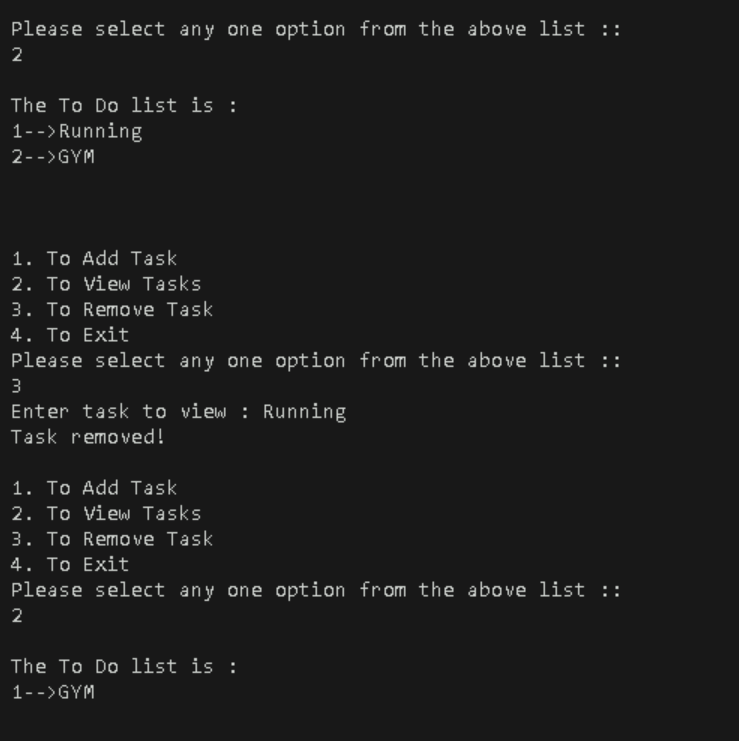 Please select any one option from the above list ::
2
The To Do list is :
1-->Running
2-->GYM
1. To Add Task
2. To View Tasks
3. To Remove Task
4. To Exit
Please select any one option from the above list ::
3
Enter task to view : Running
Task removed!
1. To Add Task
2. To View Tasks
3. To Remove Task
4. To Exit
Please select any one option from the above list ::
2
The To Do list is :
1-->GYM